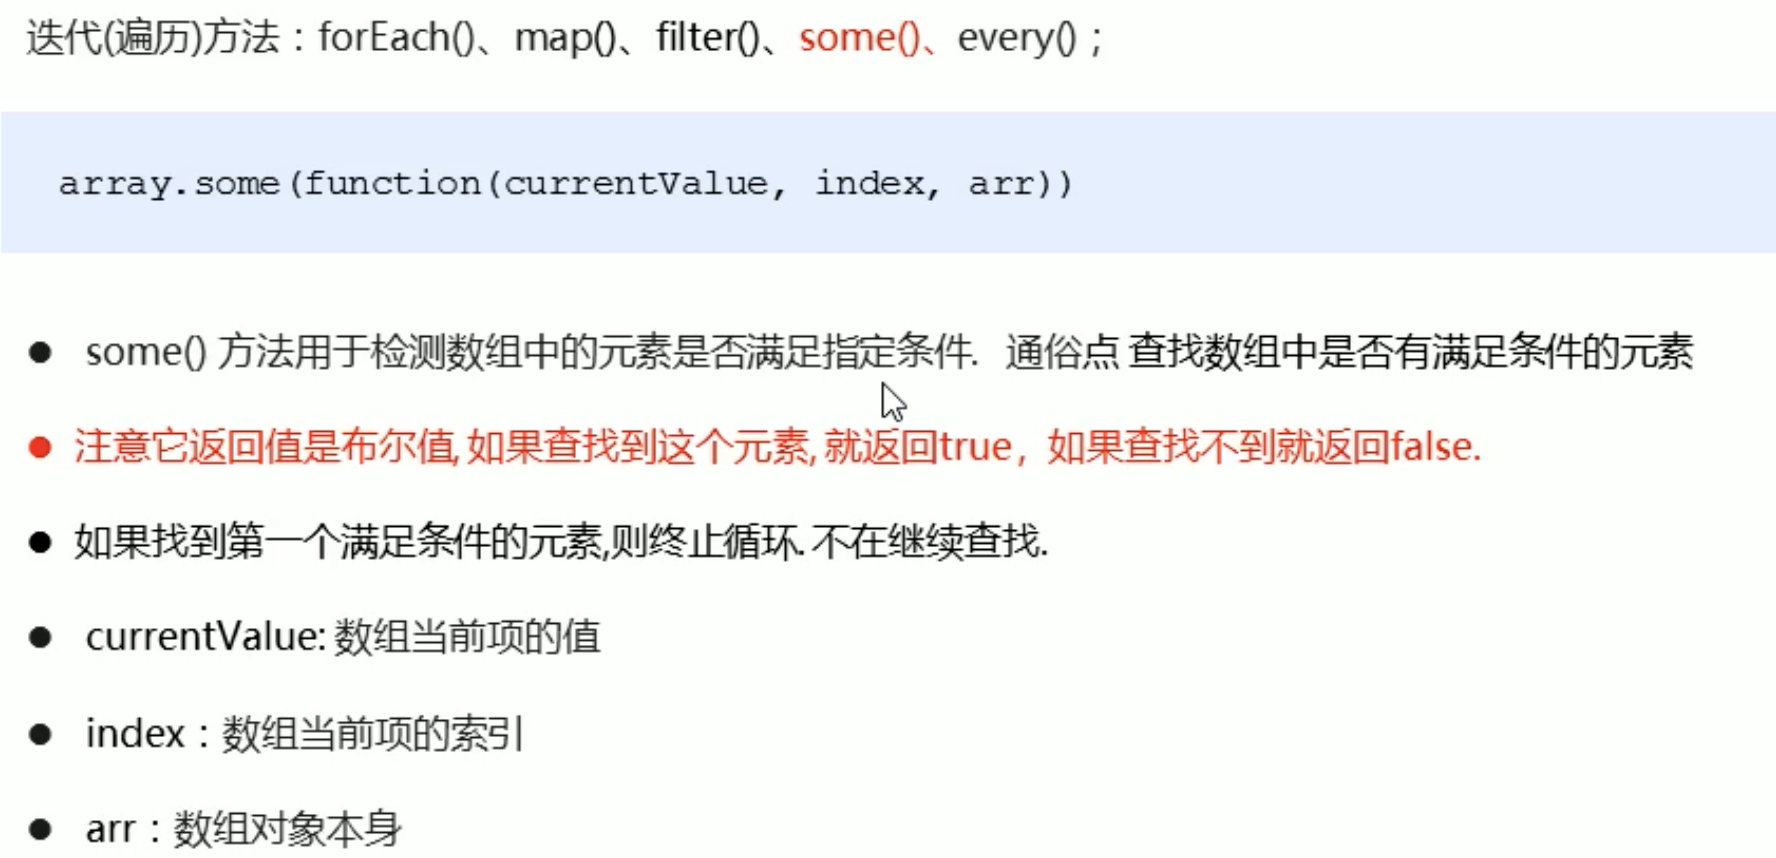 迭代(遍历)方法：forEach()、map()、filter()、some()、every()；
array.some(function(currentValue, index, arr))
● some() 方法用于检测数组中的元素是否满足指定条件. 通俗点 查找数组中是否有满足条件的元素
● 注意它返回值是布尔值, 如果查找到这个元素, 就返回true，如果查找不到就返回false.
● 如果找到第一个满足条件的元素,则终止循环. 不在继续查找.
● currentValue: 数组当前项的值
● index：数组当前项的索引
● arr：数组对象本身